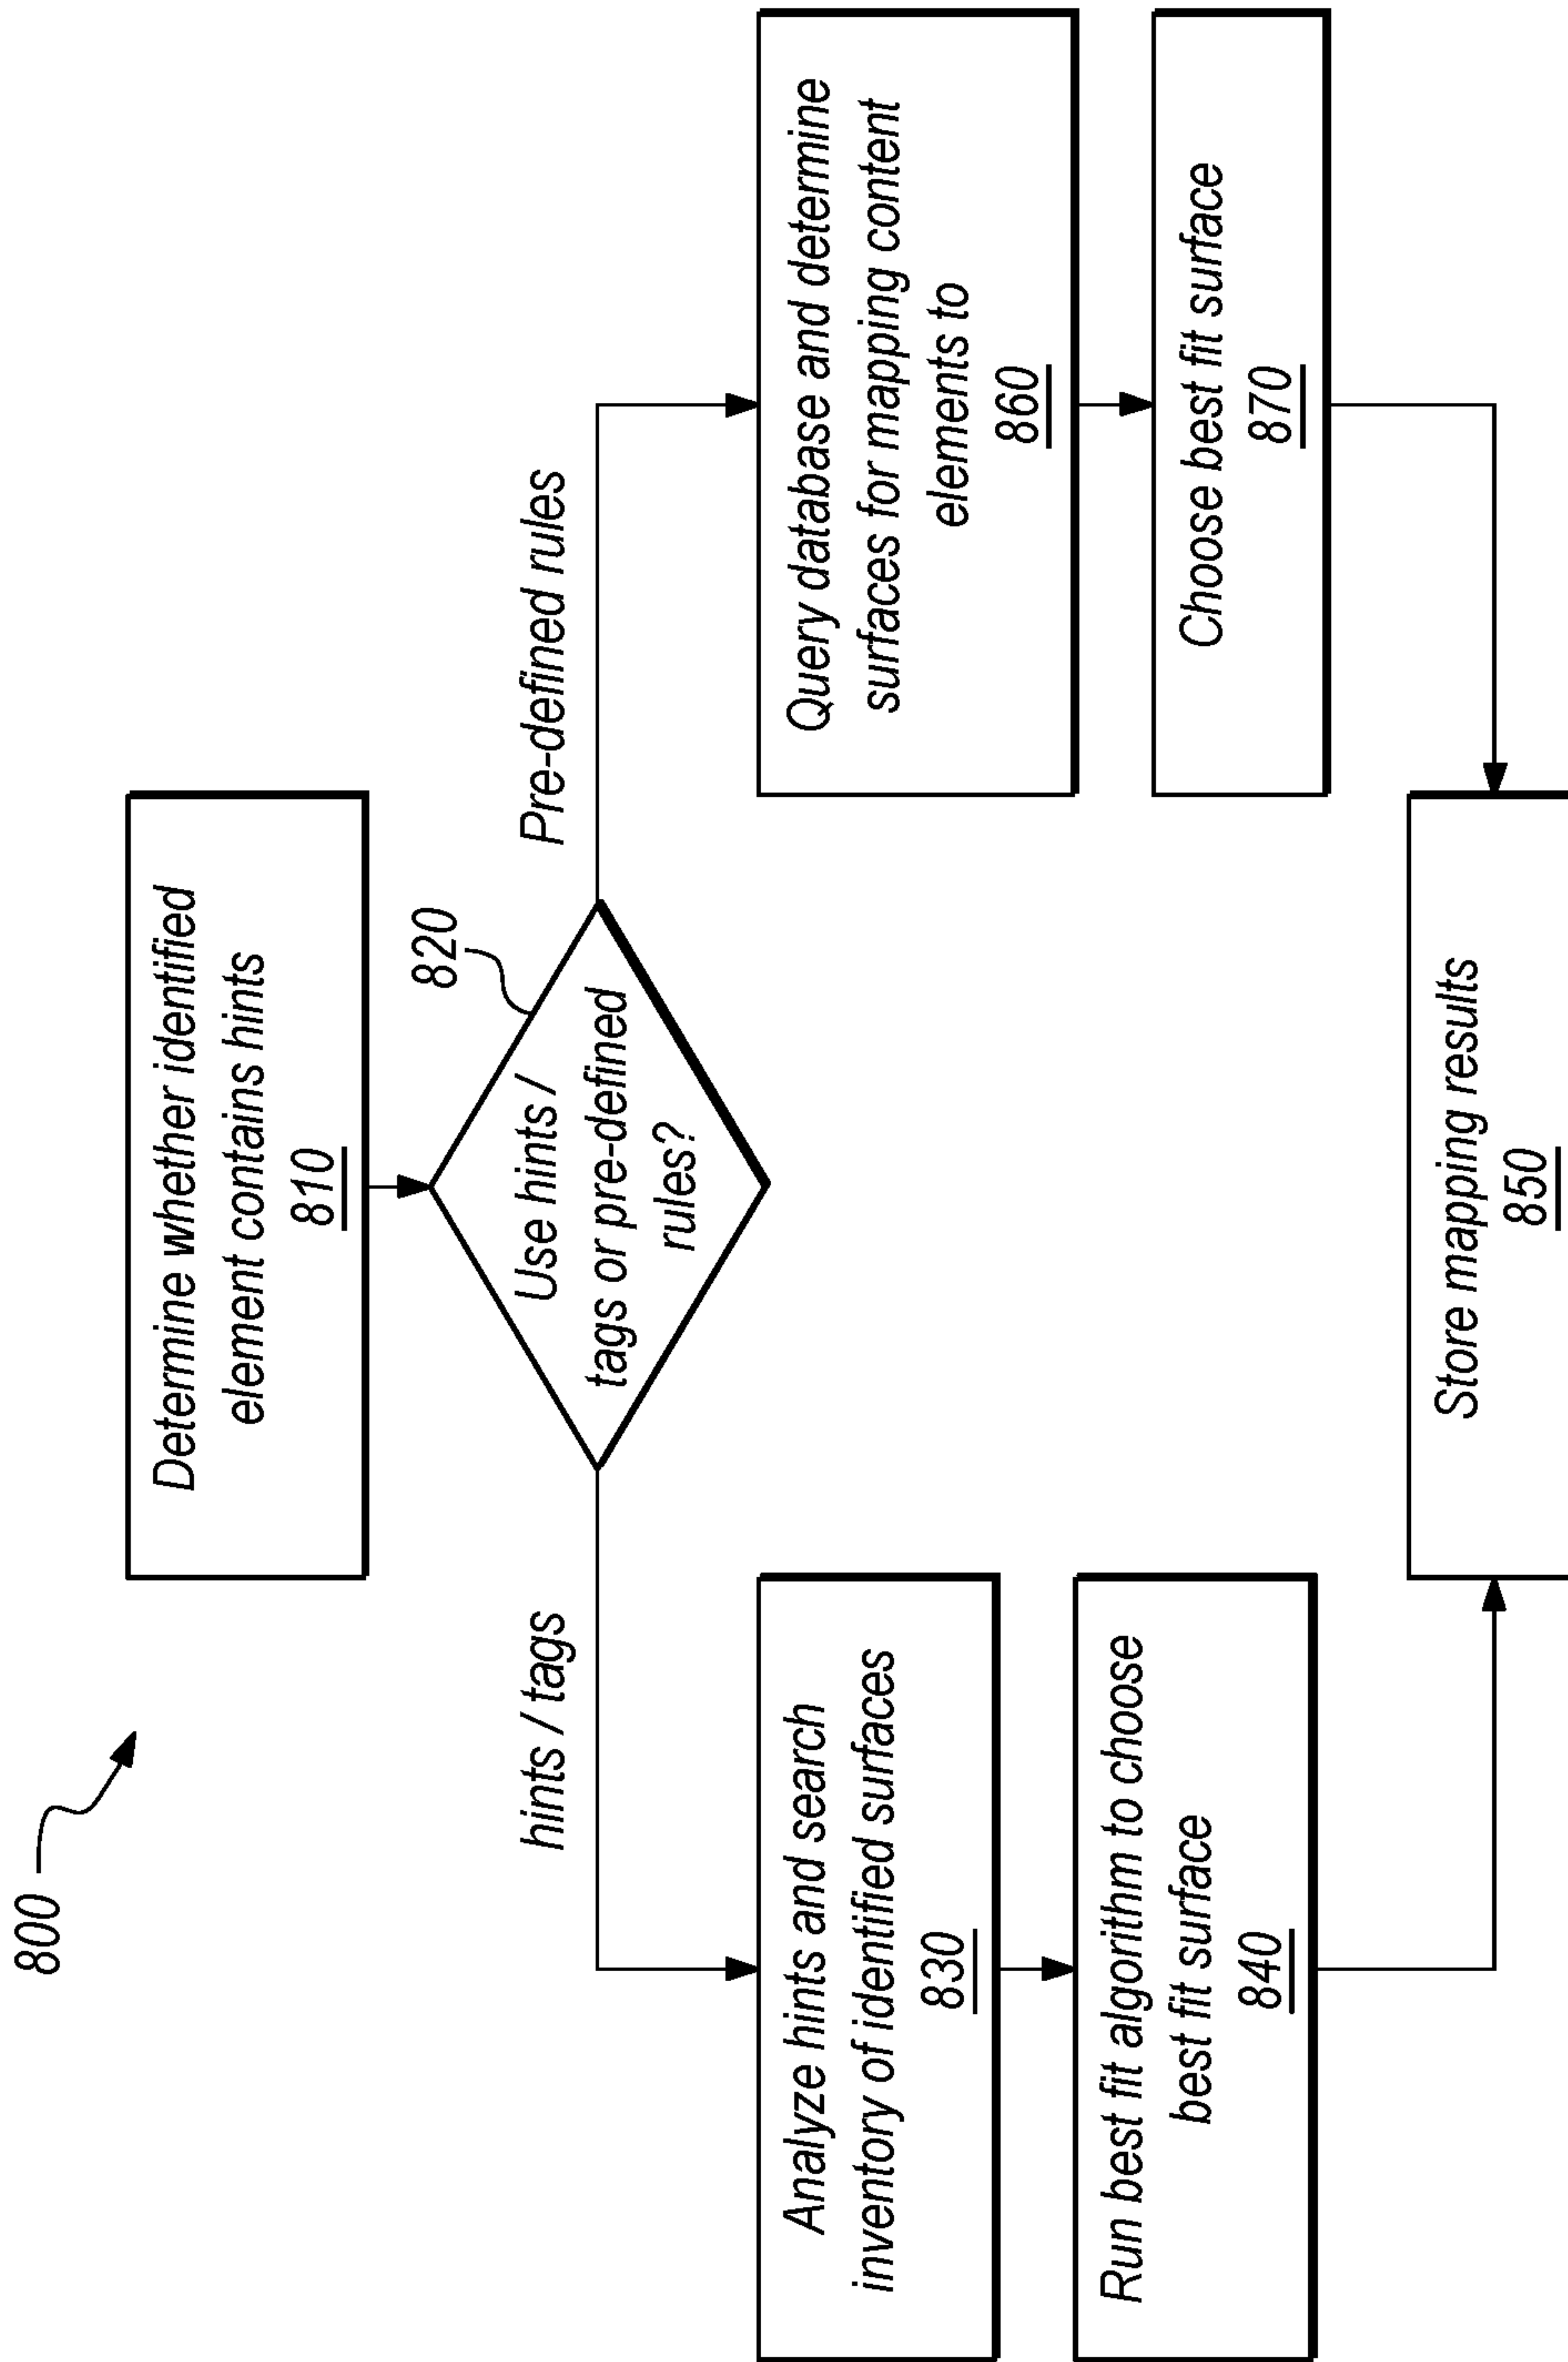 800
Determine whether identified
element contains hints
810
820
Use hints /
tags or pre-defined
rules?
hints / tags
Pre-defined rules
Analyze hints and search
inventory of identified surfaces
830
Run best fit algorithm to choose
best fit surface
840
Query database and determine
surfaces for mapping content
elements to
860
Choose best fit surface
870
Store mapping results
850